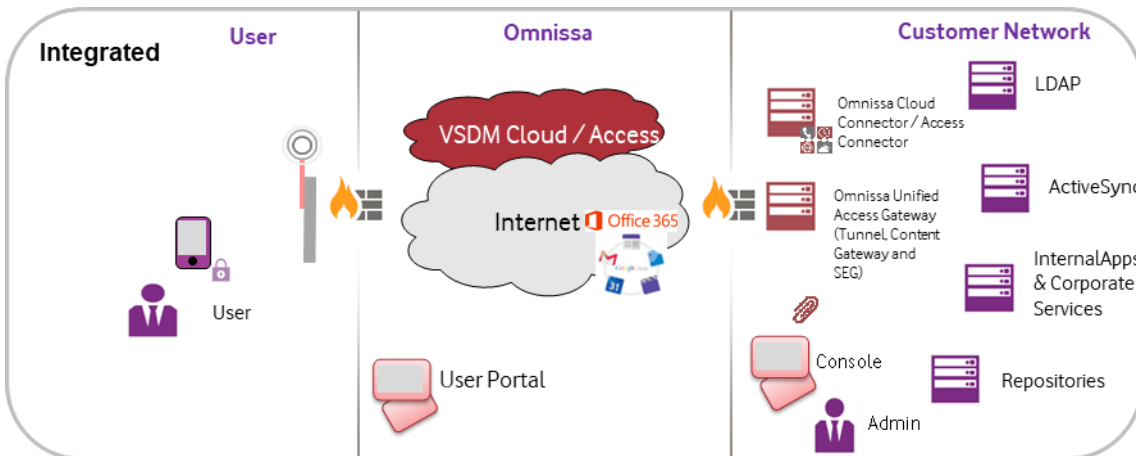 Integrated
User
Omnissa
Customer Network
LDAP
Omnissa Cloud
Connector / Access
Connector
VSDM Cloud / Access
ActiveSync
Omnissa Unified
Access Gateway
(Tunnel, Content
Gateway and
SEG)
Internet
Office 365
31
InternalApps
& Corporate
Services
User
User Portal
Console
Repositories
Admin